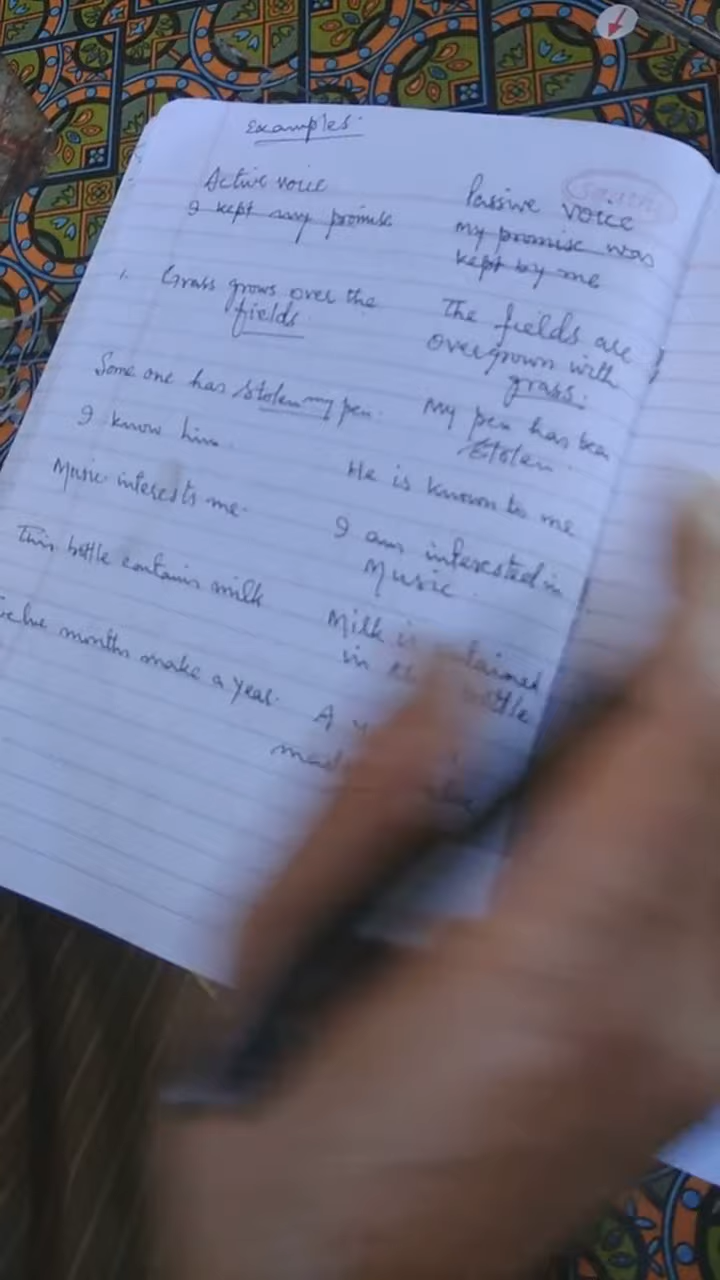 Examples.
Active voice
Passive voice
I kept my promise
my promise was
kept by me
1. Grass grows over the
fields.
The fields are
overgrown with
grass.
Some one has stolen my pen.
My pen has been
stolen.
I know him.
He is known to me
Music interests me.
I am interested in
Music.
This bottle contains milk
Milk is
in bottle
months make a year.
A